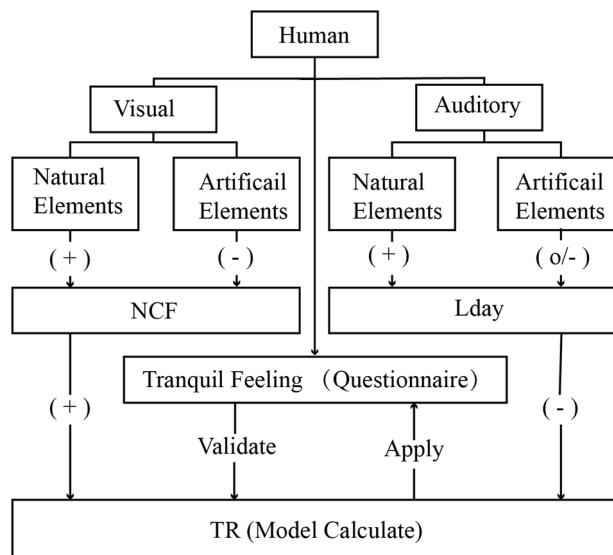 Human
Visual
Auditory
Natural
Elements
Artificail
Elements
Natural
Elements
Artificail
Elements
( + )
( - )
( + )
( o/- )
NCF
Lday
Tranquil Feeling （Questionnaire）
( + )
( - )
Validate
Apply
TR (Model Calculate)